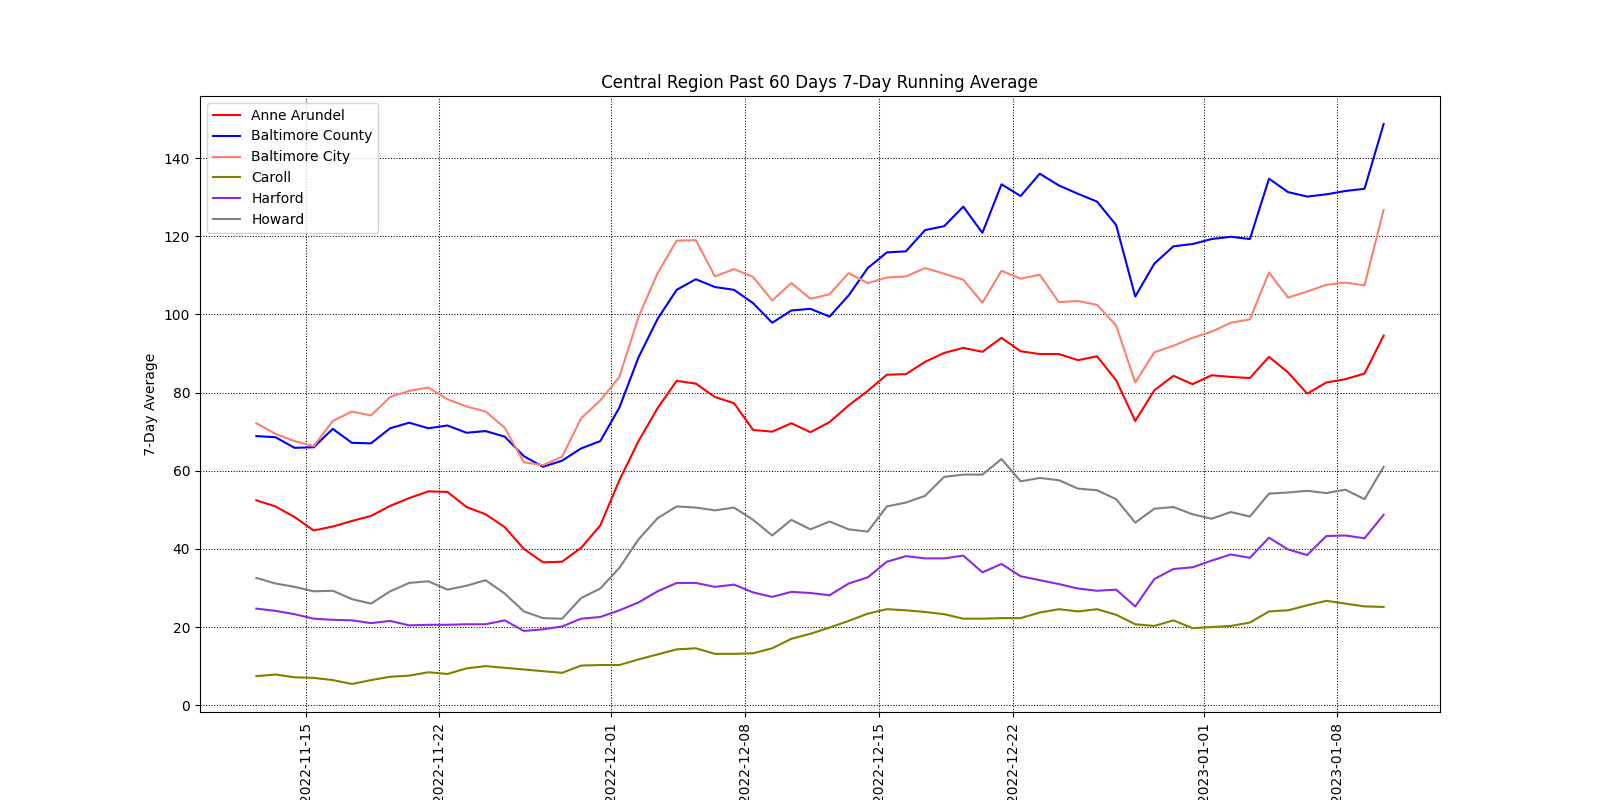 Central Region Past 60 Days 7-Day Running Average
Anne Arundel
Baltimore County
Baltimore City
Caroll
Harford
Howard
7-Day Average
140
120
100
80
60
40
20
0
2022-11-15
2022-11-22
2022-12-01
2022-12-08
2022-12-15
2022-12-22
2023-01-01
2023-01-08